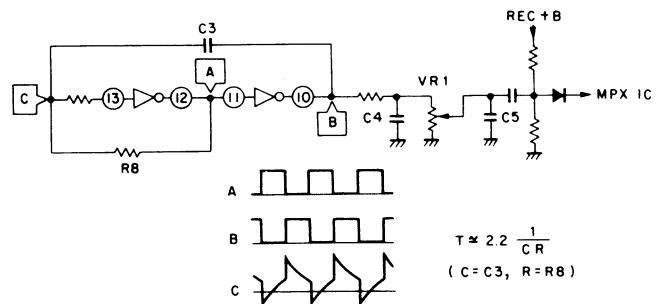 REC +B
C3
A
VR1
C
13
12
11
10
C4
C5
MPX IC
B
R8
A
B
C
T ≃ 2.2 1/CR
( C=C3, R=R8 )